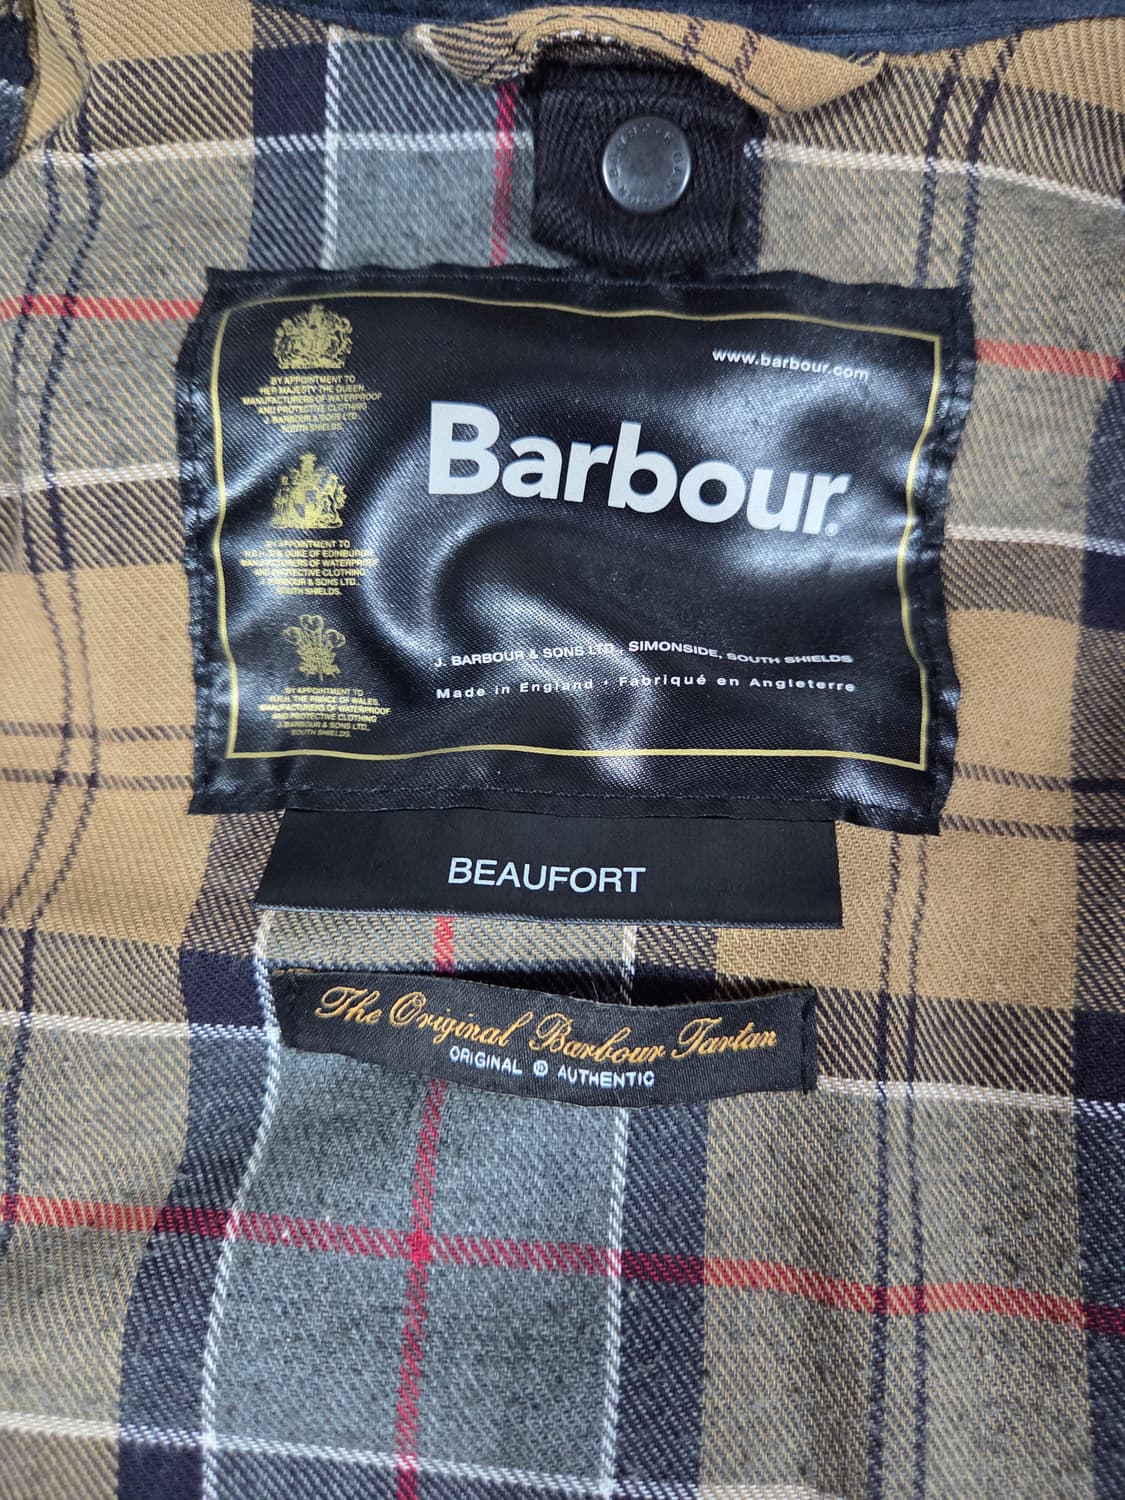 www.barbour.com
BY APPOINTMENT TO
HER MAJESTY THE QUEEN.
MANUFACTURERS OF WATERPROOF
AND PROTECTIVE CLOTHING
J. BARBOUR & SONS LTD.
SOUTH SHIELDS.
Barbour.
BY APPOINTMENT TO
H.R.H. THE DUKE OF EDINBURGH
MANUFACTURERS OF WATERPROOF
AND PROTECTIVE CLOTHING
J. BARBOUR & SONS LTD.,
SOUTH SHIELDS.
J. BARBOUR & SONS LTD., SIMONSIDE, SOUTH SHIELDS
Made in England · Fabriqué en Angleterre
BY APPOINTMENT TO
H.R.H. THE PRINCE OF WALES.
MANUFACTURERS OF WATERPROOF
AND PROTECTIVE CLOTHING
J. BARBOUR & SONS LTD.,
SOUTH SHIELDS.
BEAUFORT
The Original Barbour Tartan
ORIGINAL AUTHENTIC